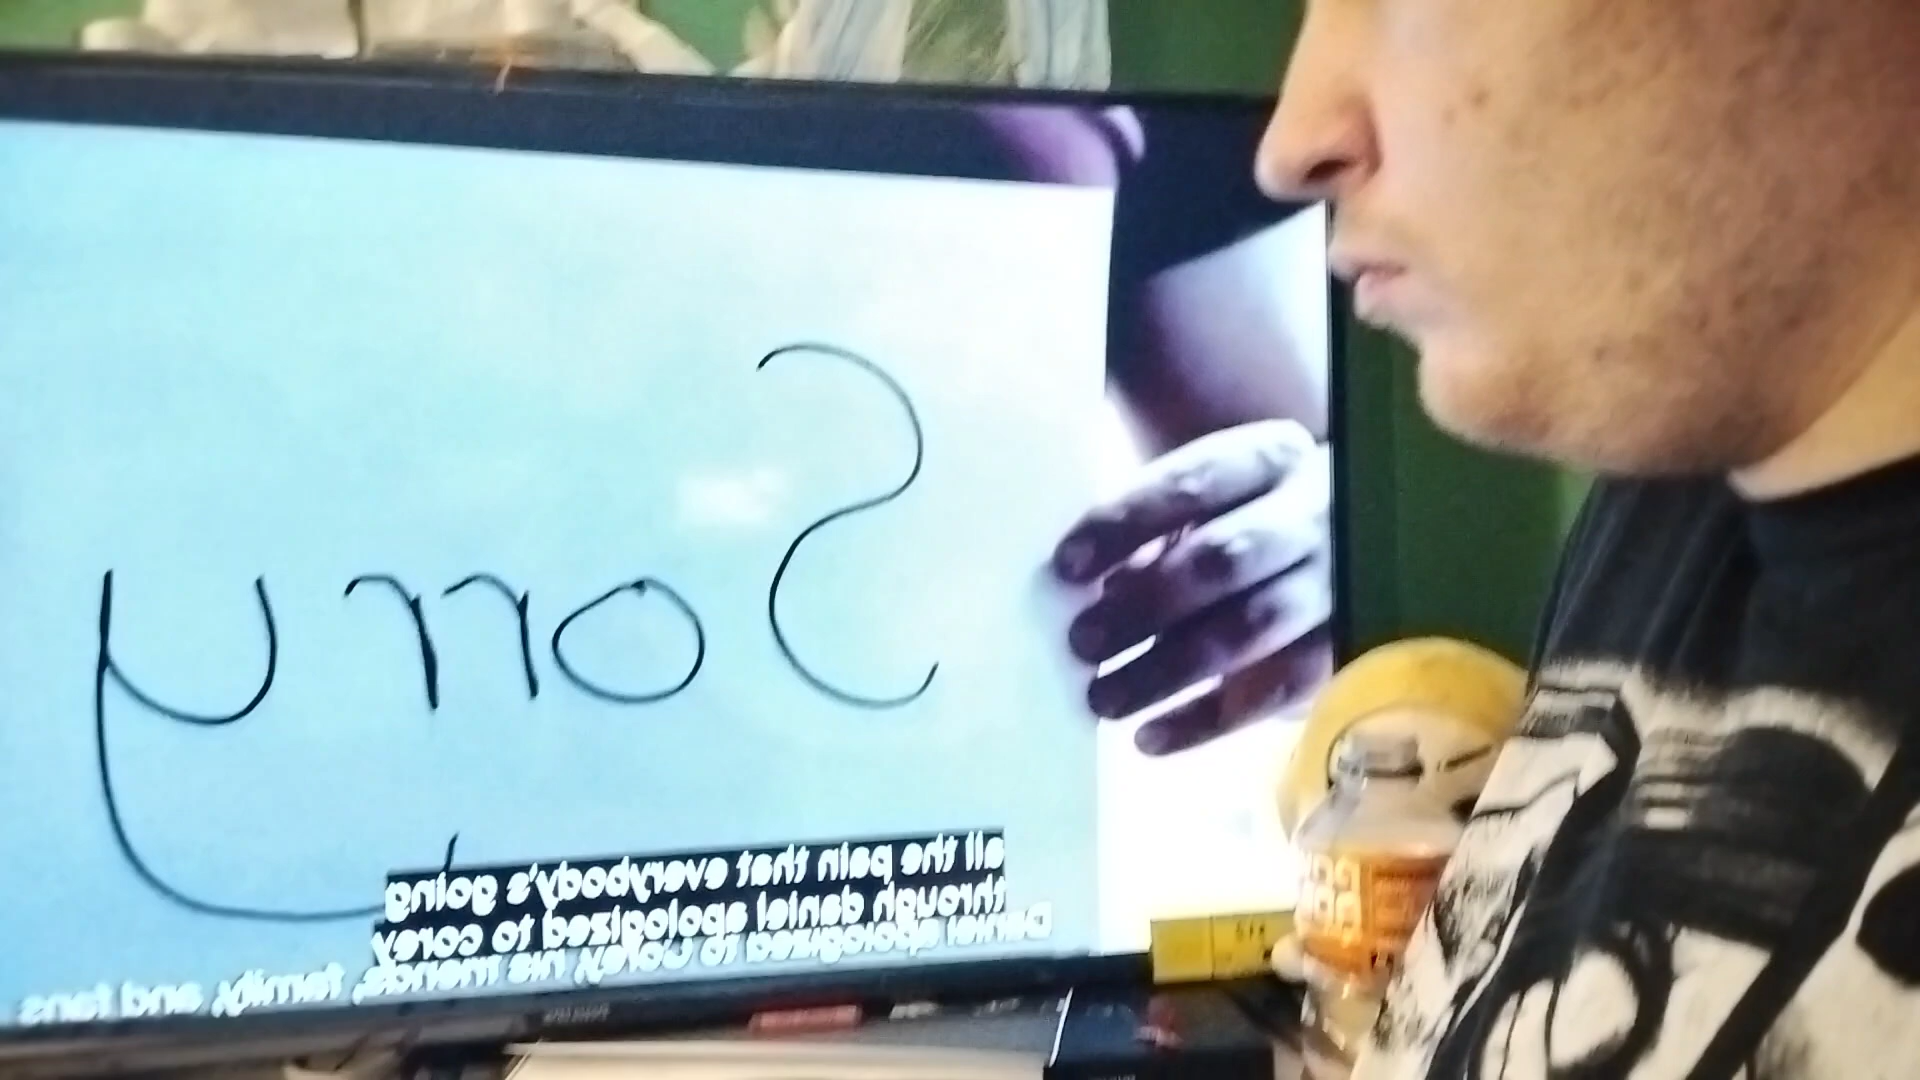 Sorry
all the pain that everybody's going
through daniel apologized to corey
Daniel apologized to Corey, his friends, family, and fans